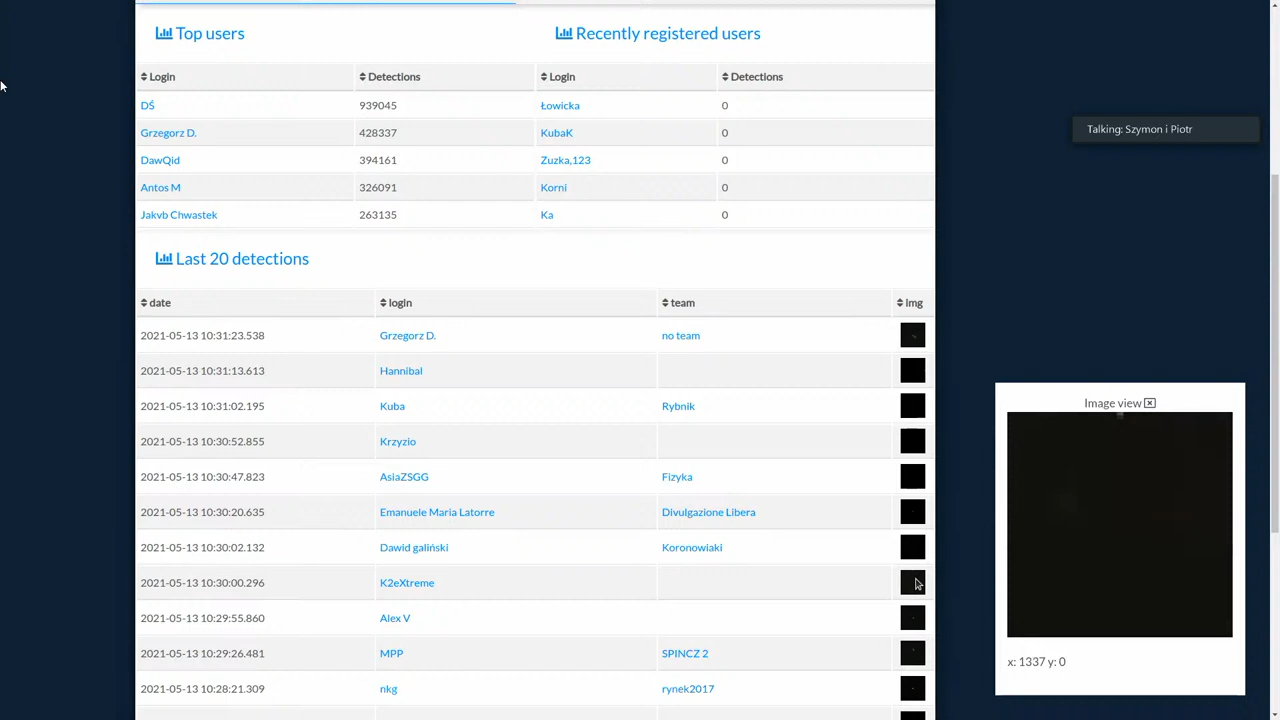 Top users
Recently registered users
Login Detections Login Detections
DŚ 939045 Łowicka 0
Grzegorz D. 428337 KubaK 0
DawQid 394161 Zuzka,123 0
Antos M 326091 Korni 0
Jakvb Chwastek 263135 Ka 0
Talking: Szymon i Piotr
Last 20 detections
date login team img
2021-05-13 10:31:23.538 Grzegorz D. no team
2021-05-13 10:31:13.613 Hannibal
2021-05-13 10:31:02.195 Kuba Rybnik
2021-05-13 10:30:52.855 Krzyzio
2021-05-13 10:30:47.823 AsiaZSGG Fizyka
2021-05-13 10:30:20.635 Emanuele Maria Latorre Divulgazione Libera
2021-05-13 10:30:02.132 Dawid galiński Koronowiaki
2021-05-13 10:30:00.296 K2eXtreme
2021-05-13 10:29:55.860 Alex V
2021-05-13 10:29:26.481 MPP SPINCZ 2
2021-05-13 10:28:21.309 nkg rynek2017
Image view
x: 1337 y: 0